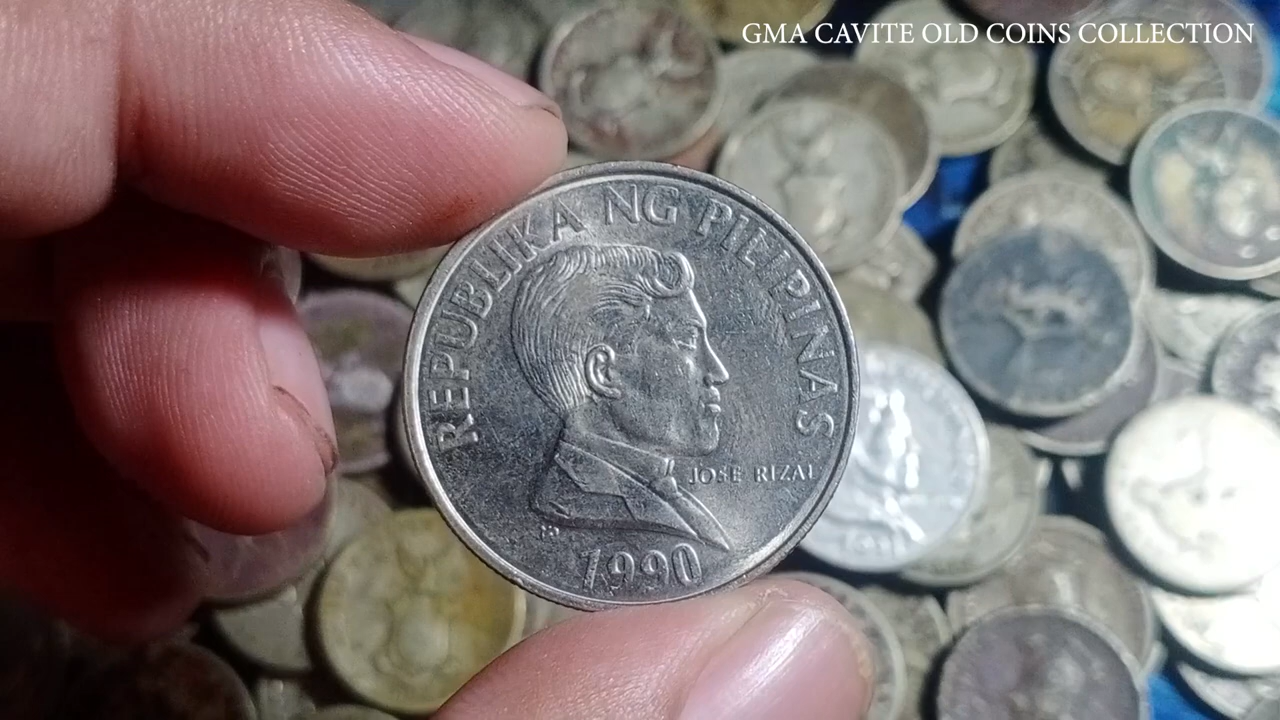 GMA CAVITE OLD COINS COLLECTION
REPUBLIKA NG PILIPINAS
JOSE RIZAL
1990